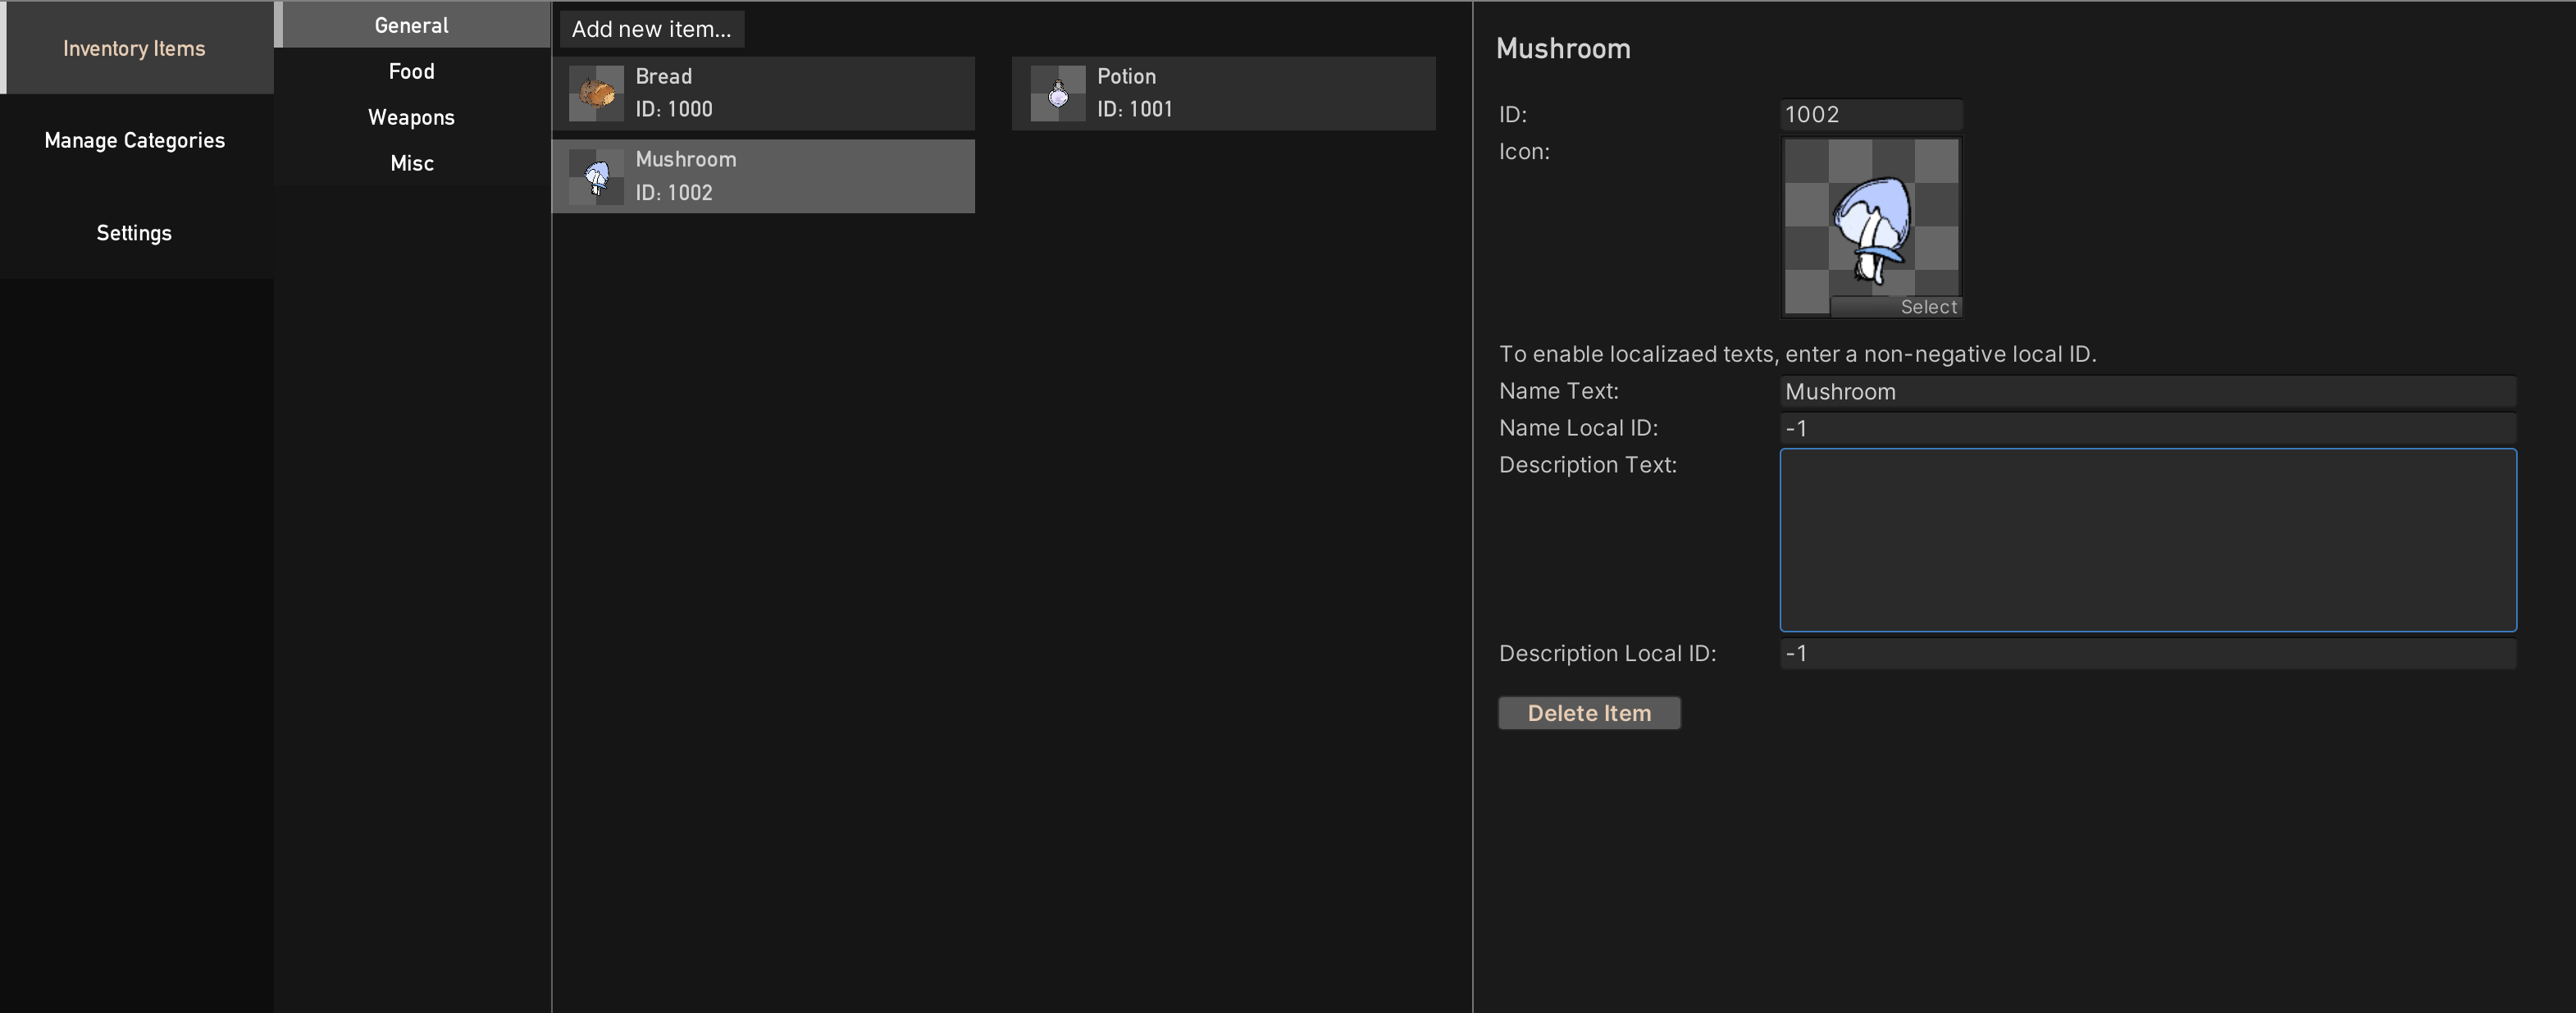 Inventory Items
Manage Categories
Settings
General
Food
Weapons
Misc
Add new item...
Bread
ID: 1000
Potion
ID: 1001
Mushroom
ID: 1002
Mushroom
ID: 1002
Icon:
Select
To enable localizaed texts, enter a non-negative local ID.
Name Text: Mushroom
Name Local ID: -1
Description Text:
Description Local ID: -1
Delete Item